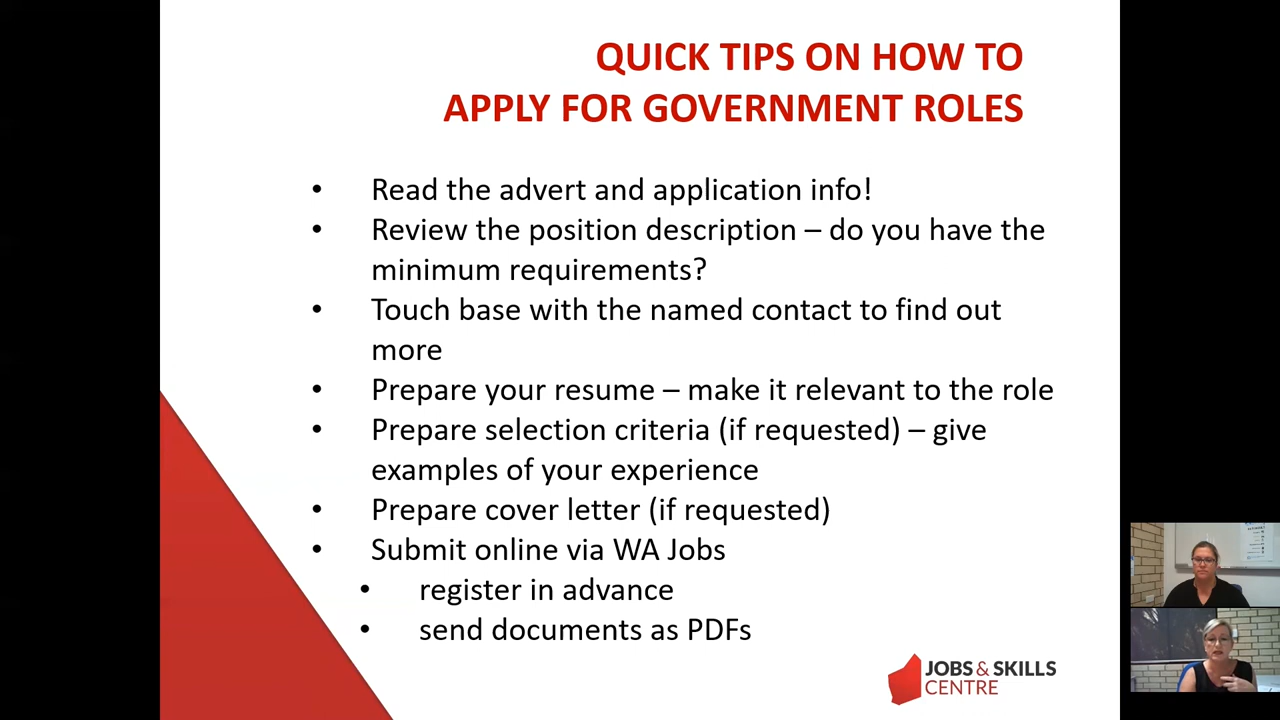 QUICK TIPS ON HOW TO
APPLY FOR GOVERNMENT ROLES
• Read the advert and application info!
• Review the position description – do you have the
minimum requirements?
• Touch base with the named contact to find out
more
• Prepare your resume – make it relevant to the role
• Prepare selection criteria (if requested) – give
examples of your experience
• Prepare cover letter (if requested)
• Submit online via WA Jobs
• register in advance
• send documents as PDFs
JOBS & SKILLS
CENTRE